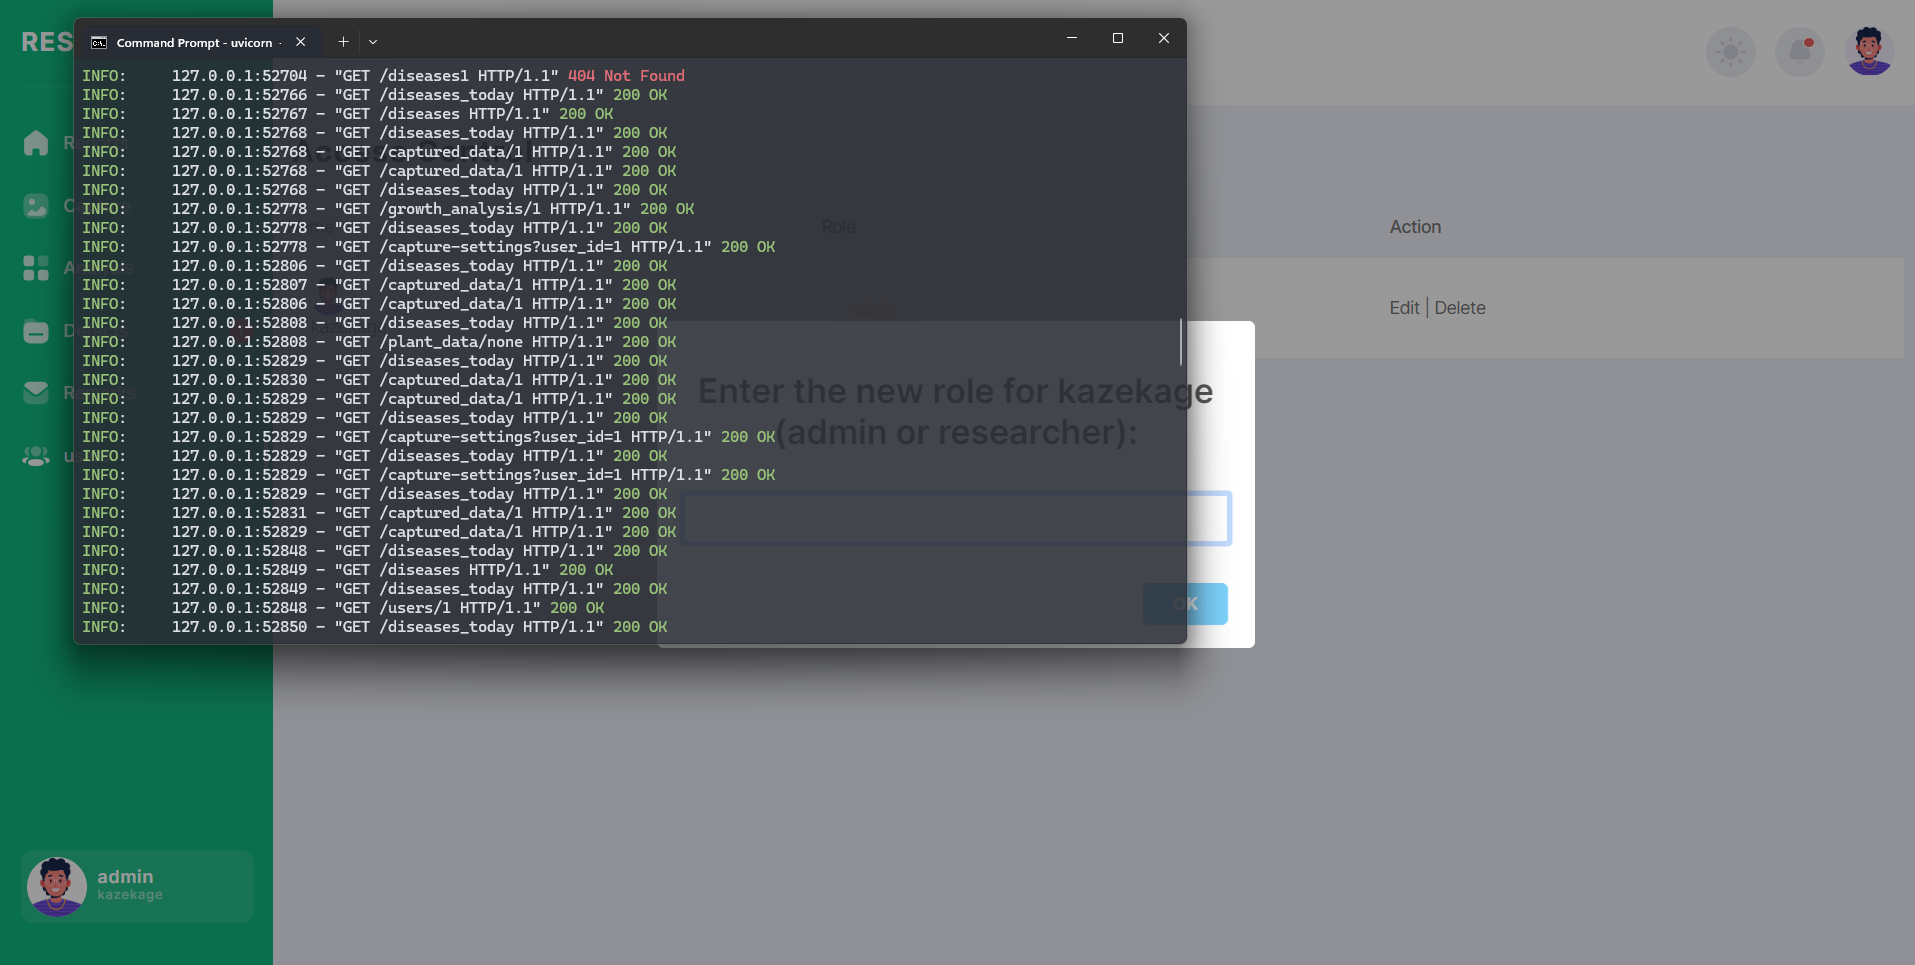 RES
Command Prompt - uvicorn
INFO: 127.0.0.1:52704 - "GET /diseases1 HTTP/1.1" 404 Not Found
INFO: 127.0.0.1:52766 - "GET /diseases_today HTTP/1.1" 200 OK
INFO: 127.0.0.1:52767 - "GET /diseases HTTP/1.1" 200 OK
INFO: 127.0.0.1:52768 - "GET /diseases_today HTTP/1.1" 200 OK
INFO: 127.0.0.1:52768 - "GET /captured_data/1 HTTP/1.1" 200 OK
INFO: 127.0.0.1:52768 - "GET /captured_data/1 HTTP/1.1" 200 OK
INFO: 127.0.0.1:52768 - "GET /diseases_today HTTP/1.1" 200 OK
INFO: 127.0.0.1:52778 - "GET /growth_analysis/1 HTTP/1.1" 200 OK
INFO: 127.0.0.1:52778 - "GET /diseases_today HTTP/1.1" 200 OK
INFO: 127.0.0.1:52778 - "GET /capture-settings?user_id=1 HTTP/1.1" 200 OK
INFO: 127.0.0.1:52806 - "GET /diseases_today HTTP/1.1" 200 OK
INFO: 127.0.0.1:52807 - "GET /captured_data/1 HTTP/1.1" 200 OK
INFO: 127.0.0.1:52806 - "GET /captured_data/1 HTTP/1.1" 200 OK
INFO: 127.0.0.1:52808 - "GET /diseases_today HTTP/1.1" 200 OK
INFO: 127.0.0.1:52808 - "GET /plant_data/none HTTP/1.1" 200 OK
INFO: 127.0.0.1:52829 - "GET /diseases_today HTTP/1.1" 200 OK
INFO: 127.0.0.1:52830 - "GET /captured_data/1 HTTP/1.1" 200 OK
INFO: 127.0.0.1:52829 - "GET /captured_data/1 HTTP/1.1" 200 OK
INFO: 127.0.0.1:52829 - "GET /diseases_today HTTP/1.1" 200 OK
INFO: 127.0.0.1:52829 - "GET /capture-settings?user_id=1 HTTP/1.1" 200 OK
INFO: 127.0.0.1:52829 - "GET /diseases_today HTTP/1.1" 200 OK
INFO: 127.0.0.1:52829 - "GET /capture-settings?user_id=1 HTTP/1.1" 200 OK
INFO: 127.0.0.1:52829 - "GET /diseases_today HTTP/1.1" 200 OK
INFO: 127.0.0.1:52831 - "GET /captured_data/1 HTTP/1.1" 200 OK
INFO: 127.0.0.1:52829 - "GET /captured_data/1 HTTP/1.1" 200 OK
INFO: 127.0.0.1:52848 - "GET /diseases_today HTTP/1.1" 200 OK
INFO: 127.0.0.1:52849 - "GET /diseases HTTP/1.1" 200 OK
INFO: 127.0.0.1:52849 - "GET /diseases_today HTTP/1.1" 200 OK
INFO: 127.0.0.1:52848 - "GET /users/1 HTTP/1.1" 200 OK
INFO: 127.0.0.1:52850 - "GET /diseases_today HTTP/1.1" 200 OK
Access Control
Role
Action
admin
Edit | Delete
Enter the new role for kazekage
(admin or researcher):
OK
admin
kazekage